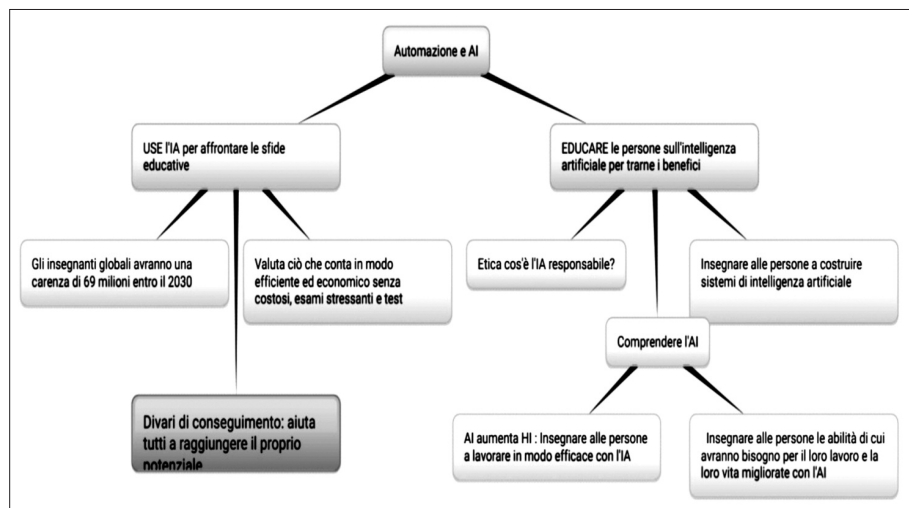 Automazione e AI
USE l'IA per affrontare le sfide
educative
EDUCARE le persone sull'intelligenza
artificiale per trarne i benefici
Gli insegnanti globali avranno una
carenza di 69 milioni entro il 2030
Valuta ciò che conta in modo
efficiente ed economico senza
costosi, esami stressanti e test
Etica cos'è l'IA responsabile?
Insegnare alle persone a costruire
sistemi di intelligenza artificiale
Comprendere l'AI
Divari di conseguimento: aiuta
tutti a raggiungere il proprio
potenziale
AI aumenta HI : Insegnare alle persone
a lavorare in modo efficace con l'IA
Insegnare alle persone le abilità di cui
avranno bisogno per il loro lavoro e la
loro vita migliorate con l'AI